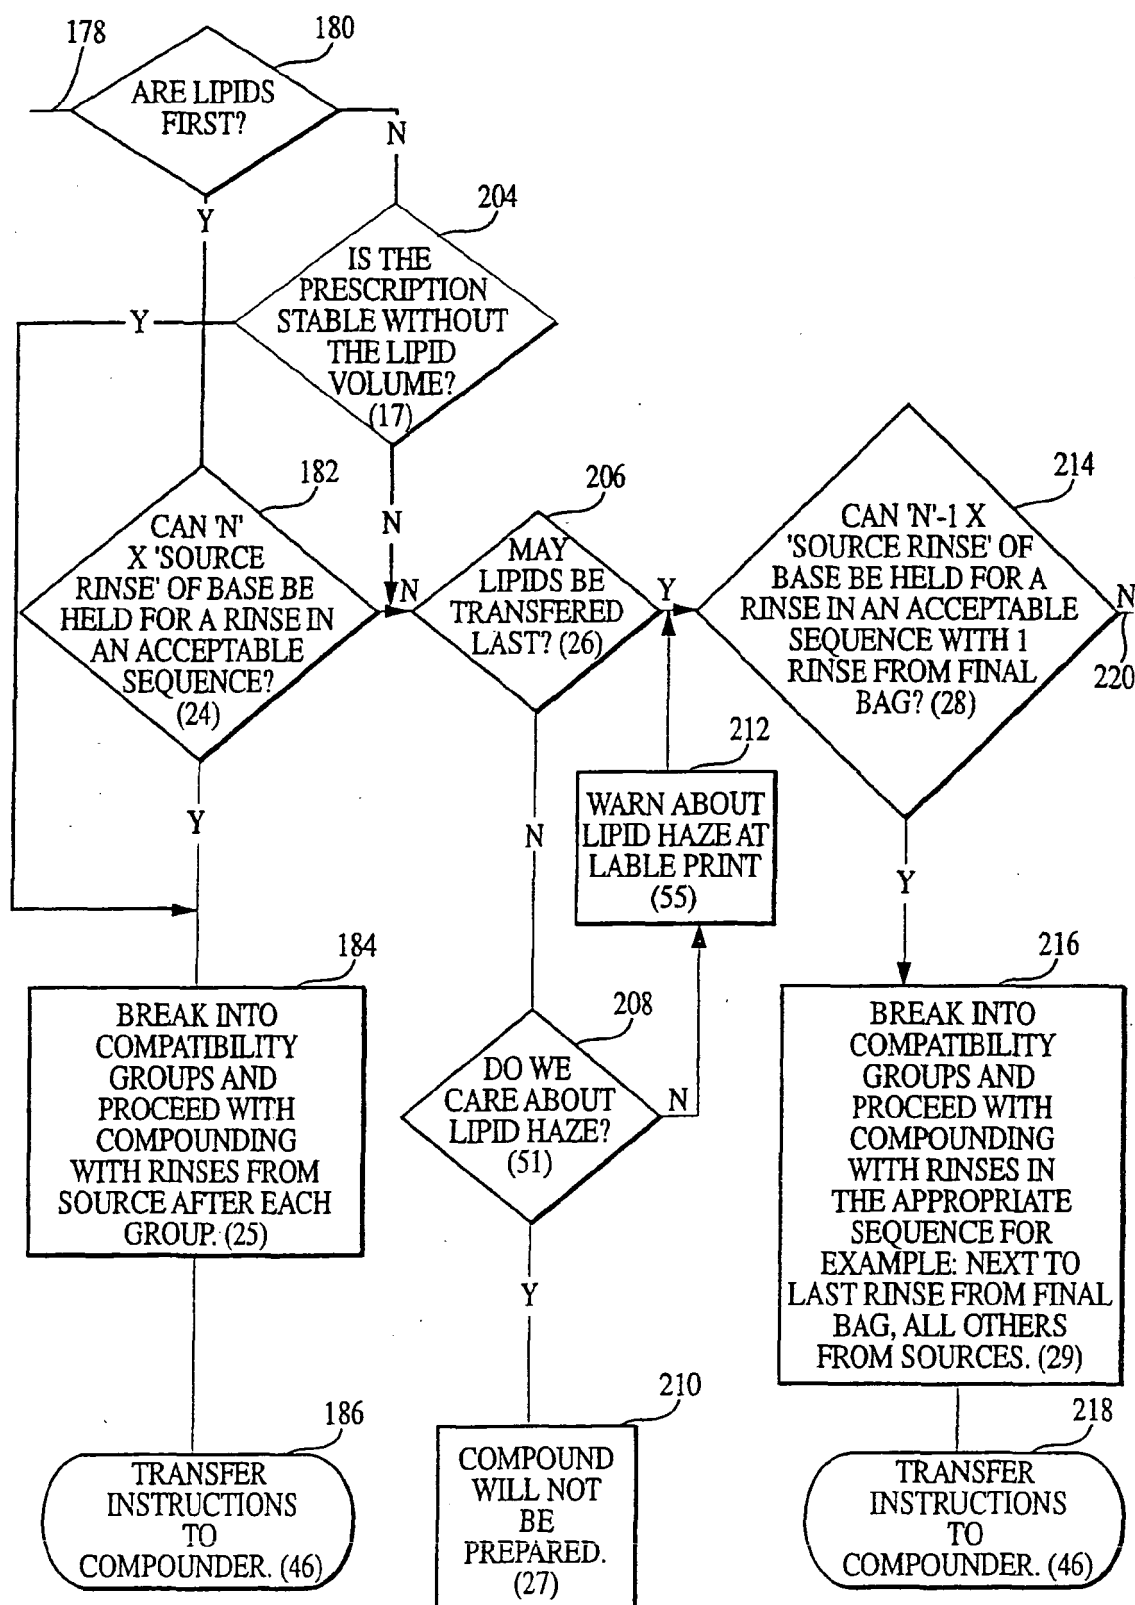 178
180
ARE LIPIDS
FIRST?
N
Y
204
IS THE
PRESCRIPTION
STABLE WITHOUT
THE LIPID
VOLUME?
(17)
Y
N
182
CAN 'N'
X 'SOURCE
RINSE' OF BASE BE
HELD FOR A RINSE IN
AN ACCEPTABLE
SEQUENCE?
(24)
N
Y
206
MAY
LIPIDS BE
TRANSFERED
LAST? (26)
Y
N
214
CAN 'N'-1 X
'SOURCE RINSE' OF
BASE BE HELD FOR A
RINSE IN AN ACCEPTABLE
SEQUENCE WITH 1
RINSE FROM FINAL
BAG? (28)
N
220
Y
212
WARN ABOUT
LIPID HAZE AT
LABLE PRINT
(55)
184
BREAK INTO
COMPATIBILITY
GROUPS AND
PROCEED WITH
COMPOUNDING
WITH RINSES FROM
SOURCE AFTER EACH
GROUP. (25)
208
DO WE
CARE ABOUT
LIPID HAZE?
(51)
N
Y
216
BREAK INTO
COMPATIBILITY
GROUPS AND
PROCEED WITH
COMPOUNDING
WITH RINSES IN
THE APPROPRIATE
SEQUENCE FOR
EXAMPLE: NEXT TO
LAST RINSE FROM FINAL
BAG, ALL OTHERS
FROM SOURCES. (29)
186
TRANSFER
INSTRUCTIONS
TO
COMPOUNDER. (46)
210
COMPOUND
WILL NOT
BE
PREPARED.
(27)
218
TRANSFER
INSTRUCTIONS
TO
COMPOUNDER. (46)